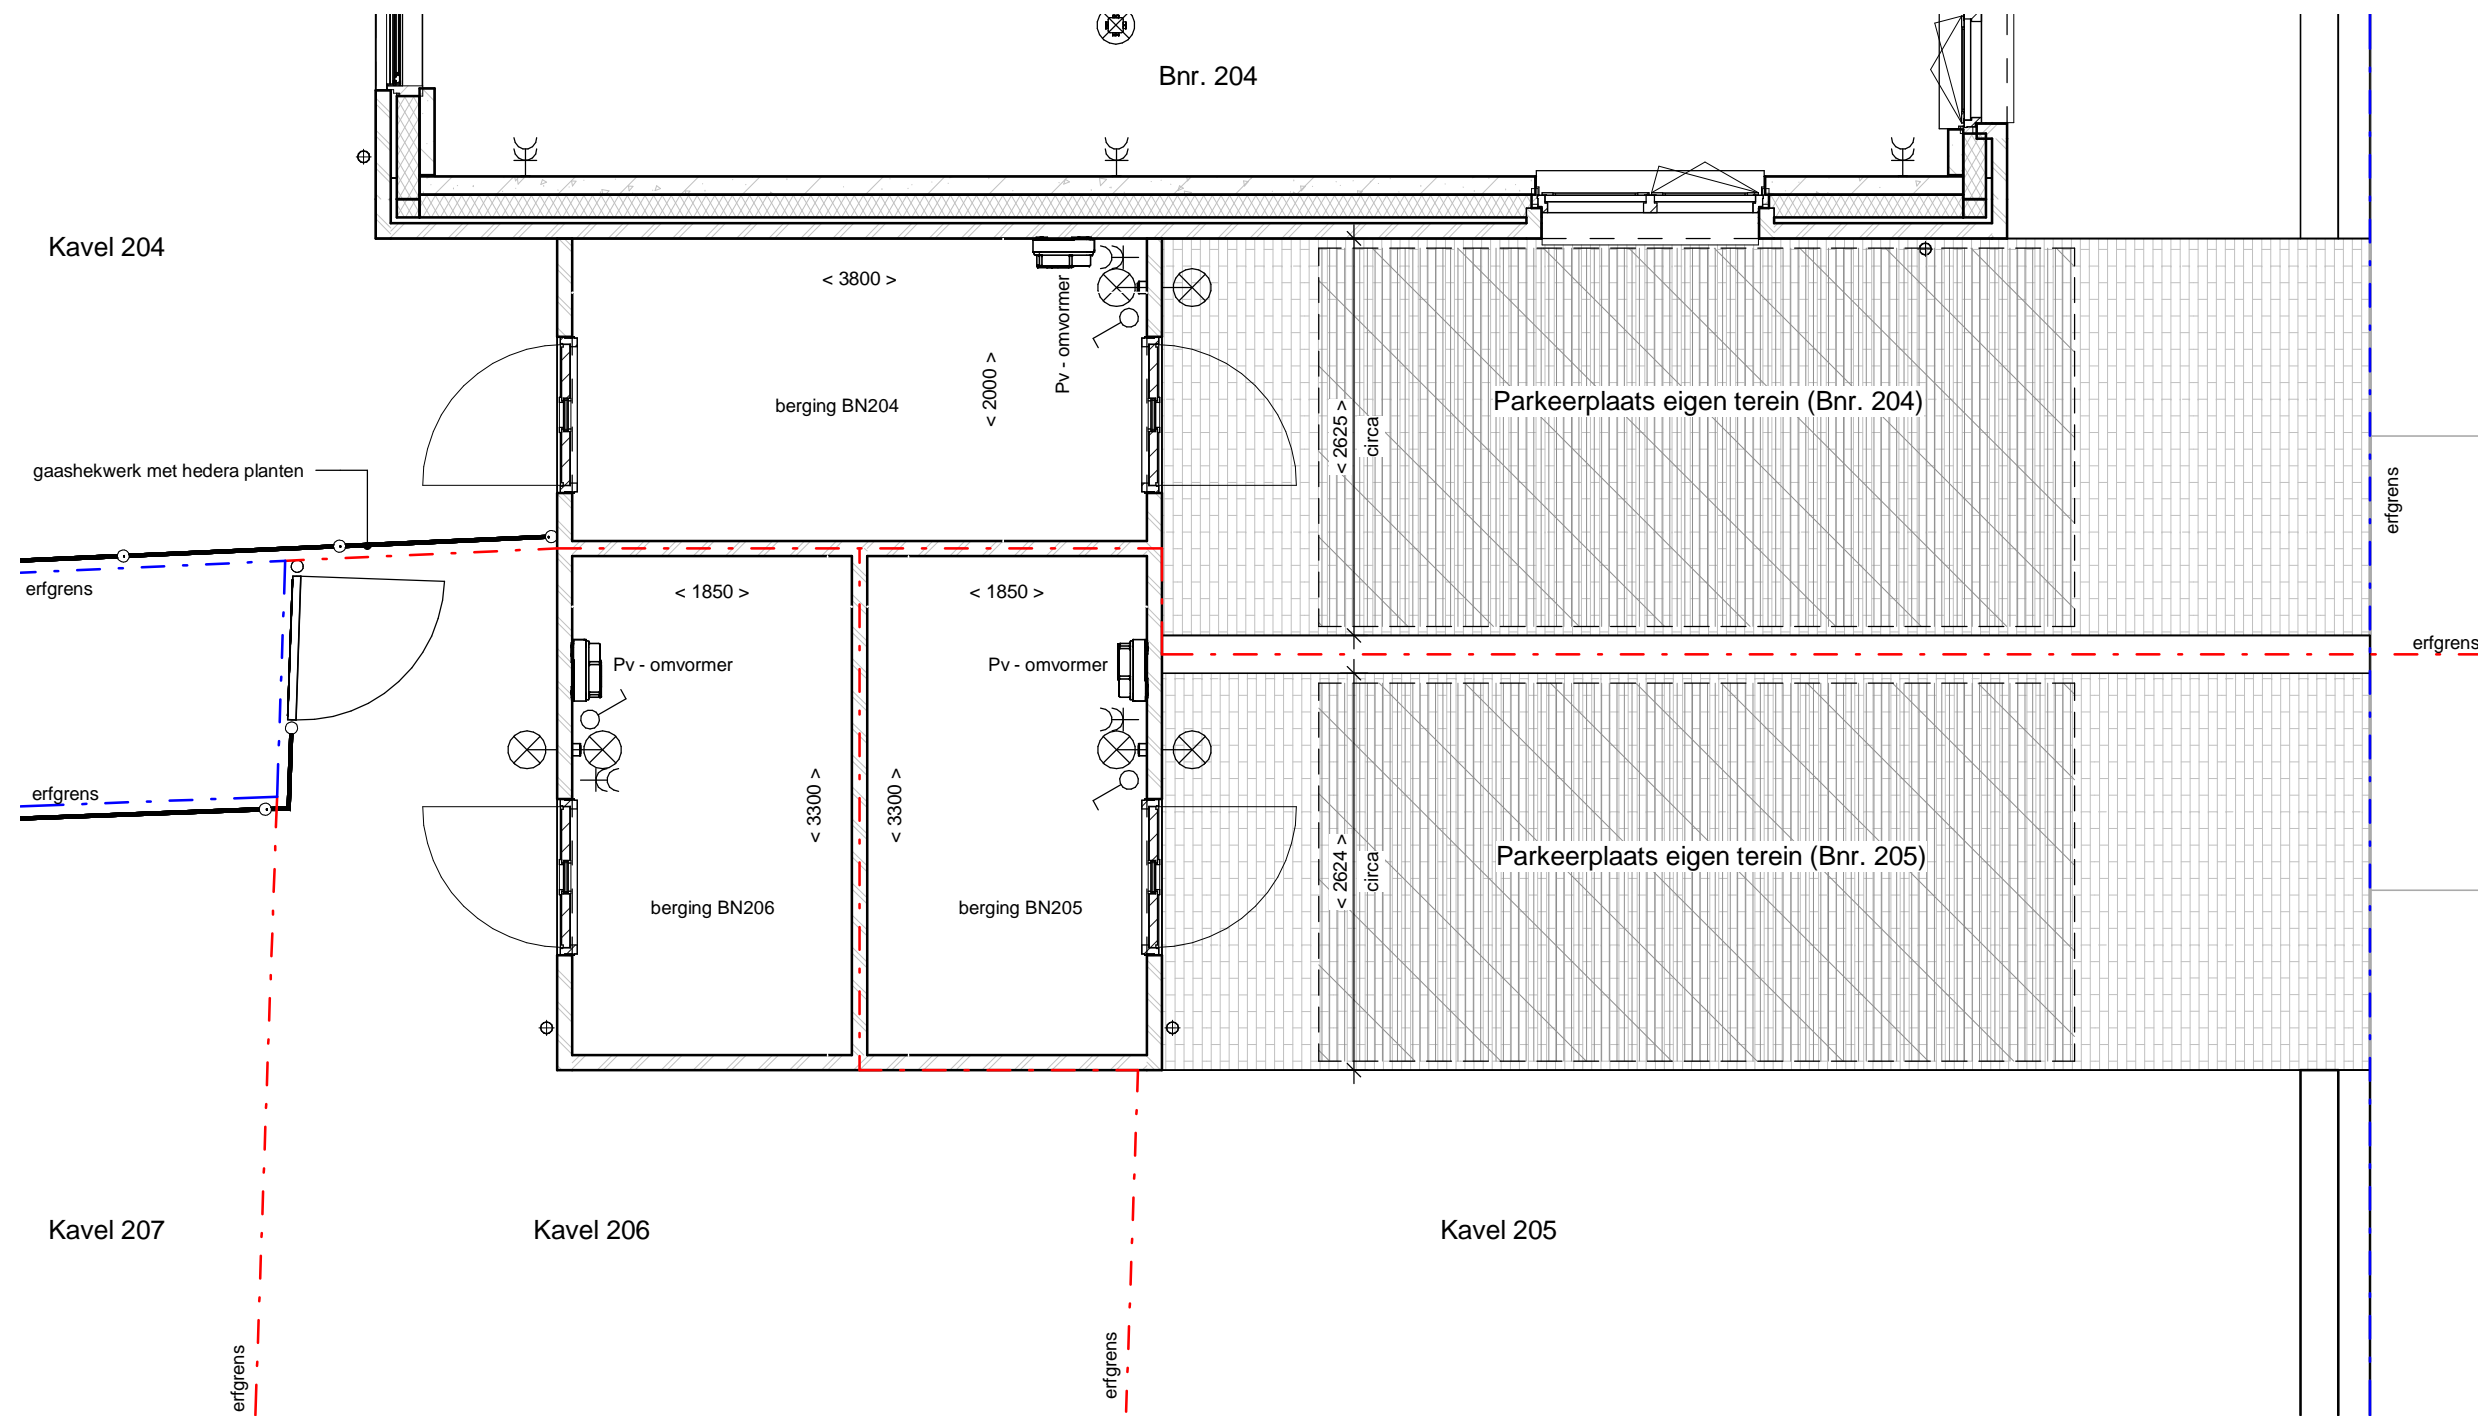 Bnr. 204
Kavel 204
< 3800 >
Pv - omvormer
< 2000 >
berging BN204
Parkeerplaats eigen terein (Bnr. 204)
< 2625 >
circa
gaashekwerk met hedera planten
erfgrens
erfgrens
< 1850 >
< 1850 >
erfgrens
Pv - omvormer
Pv - omvormer
erfgrens
< 3300 >
< 3300 >
< 2624 >
circa
Parkeerplaats eigen terein (Bnr. 205)
berging BN206
berging BN205
Kavel 207
Kavel 206
Kavel 205
erfgrens
erfgrens